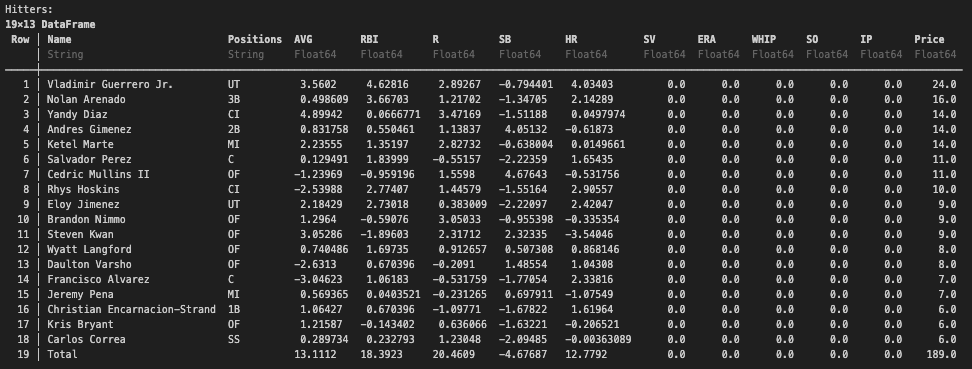 Hitters:
19×13 DataFrame
Row │ Name Positions AVG RBI R SB HR SV ERA WHIP SO IP Price
│ String String Float64 Float64 Float64 Float64 Float64 Float64 Float64 Float64 Float64 Float64 Float64
1 │ Vladimir Guerrero Jr. UT 3.5602 4.62816 2.89267 −0.794401 4.03403 0.0 0.0 0.0 0.0 0.0 24.0
2 │ Nolan Arenado 3B 0.498609 3.66703 1.21702 −1.34705 2.14289 0.0 0.0 0.0 0.0 0.0 16.0
3 │ Yandy Diaz CI 4.89942 0.0666771 3.47169 −1.51188 0.0497974 0.0 0.0 0.0 0.0 0.0 14.0
4 │ Andres Gimenez 2B 0.831758 0.550461 1.13837 4.05132 −0.61873 0.0 0.0 0.0 0.0 0.0 14.0
5 │ Ketel Marte MI 2.23555 1.35197 2.82732 −0.638004 0.0149661 0.0 0.0 0.0 0.0 0.0 14.0
6 │ Salvador Perez C 0.129491 1.83999 −0.55157 −2.22359 1.65435 0.0 0.0 0.0 0.0 0.0 11.0
7 │ Cedric Mullins II OF −1.23969 −0.959196 1.5598 4.67643 −0.531756 0.0 0.0 0.0 0.0 0.0 11.0
8 │ Rhys Hoskins CI −2.53988 2.77407 1.44579 −1.55164 2.90557 0.0 0.0 0.0 0.0 0.0 10.0
9 │ Eloy Jimenez UT 2.18429 2.73018 0.383009 −2.22097 2.42047 0.0 0.0 0.0 0.0 0.0 9.0
10 │ Brandon Nimmo OF 1.2964 −0.59076 3.05033 −0.955398 −0.335354 0.0 0.0 0.0 0.0 0.0 9.0
11 │ Steven Kwan OF 3.05286 −1.89603 2.31712 2.32335 −3.54046 0.0 0.0 0.0 0.0 0.0 9.0
12 │ Wyatt Langford OF 0.740486 1.69735 0.912657 0.507308 0.868146 0.0 0.0 0.0 0.0 0.0 8.0
13 │ Daulton Varsho OF −2.6313 0.670396 −0.2091 1.48554 1.04308 0.0 0.0 0.0 0.0 0.0 8.0
14 │ Francisco Alvarez C −3.04623 1.06183 −0.531759 −1.77054 2.33816 0.0 0.0 0.0 0.0 0.0 7.0
15 │ Jeremy Pena MI 0.569365 0.0403521 −0.231265 0.697911 −1.07549 0.0 0.0 0.0 0.0 0.0 7.0
16 │ Christian Encarnacion-Strand 1B 1.06427 0.670396 −1.09771 −1.67822 1.61964 0.0 0.0 0.0 0.0 0.0 6.0
17 │ Kris Bryant OF 1.21587 −0.143402 0.636066 −1.63221 −0.206521 0.0 0.0 0.0 0.0 0.0 6.0
18 │ Carlos Correa SS 0.289734 0.232793 1.23048 −2.09485 −0.00363089 0.0 0.0 0.0 0.0 0.0 6.0
19 │ Total 13.1112 18.3923 20.4609 −4.67687 12.7792 0.0 0.0 0.0 0.0 0.0 189.0